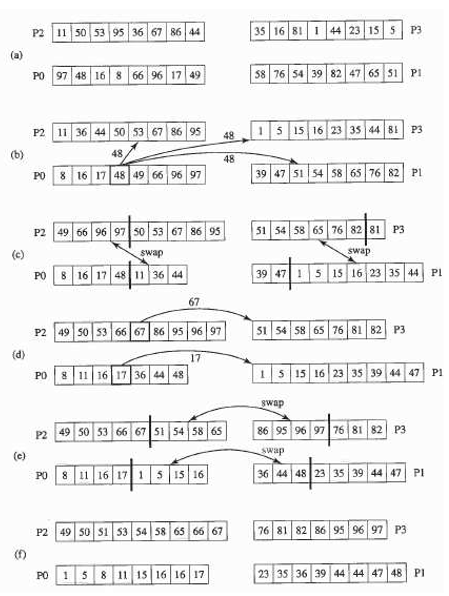 P2 11 50 53 95 36 67 86 44 35 16 81 1 44 23 15 5 P3
(a)
P0 97 48 16 8 66 96 17 49 58 76 54 39 82 47 65 51 P1
P2 11 36 44 50 53 67 86 95 48 1 5 15 16 23 35 44 81 P3
(b) 48 48
P0 8 16 17 48 49 66 96 97 39 47 51 54 58 65 76 82 P1
P2 49 66 96 97 50 53 67 86 95 51 54 58 65 76 82 81 P3
(c) swap swap
P0 8 16 17 48 11 36 44 39 47 1 5 15 16 23 35 44 P1
67
P2 49 50 53 66 67 86 95 96 97 51 54 58 65 76 81 82 P3
(d)
17
P0 8 11 16 17 36 44 48 1 5 15 16 23 35 39 44 47 P1
swap
P2 49 50 53 66 67 51 54 58 65 86 95 96 97 76 81 82 P3
(e) swap
P0 8 11 16 17 1 5 15 16 36 44 48 23 35 39 44 47 P1
P2 49 50 51 53 54 58 65 66 67 76 81 82 86 95 96 97 P3
(f)
P0 1 5 8 11 15 16 16 17 23 35 36 39 44 44 47 48 P1